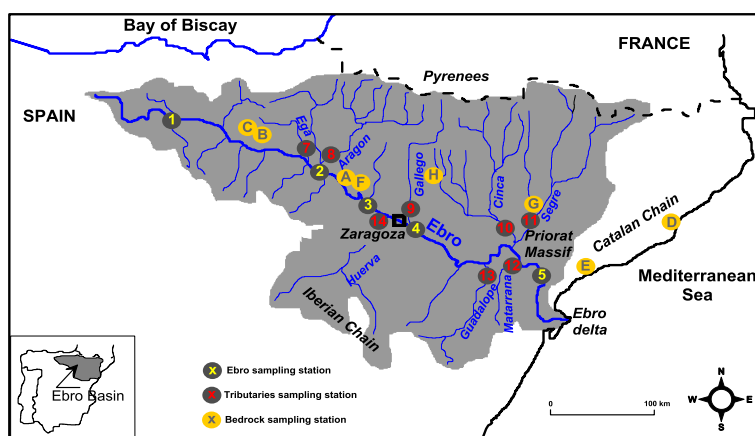 Bay of Biscay
FRANCE
Pyrenees
SPAIN
1
C
B
Ega
7
8
Aragon
2
A
F
Gallego
H
Cinca
Segre
3
9
G
14
4
Ebro
10
11
D
Zaragoza
Priorat
Massif
Catalan Chain
Huerva
12
13
5
E
Guadalope
Matarrana
Mediterranean
Sea
Iberian Chain
Ebro
delta
Ebro Basin
x Ebro sampling station
x Tributaries sampling station
x Bedrock sampling station
0 100 km
N
W E
S